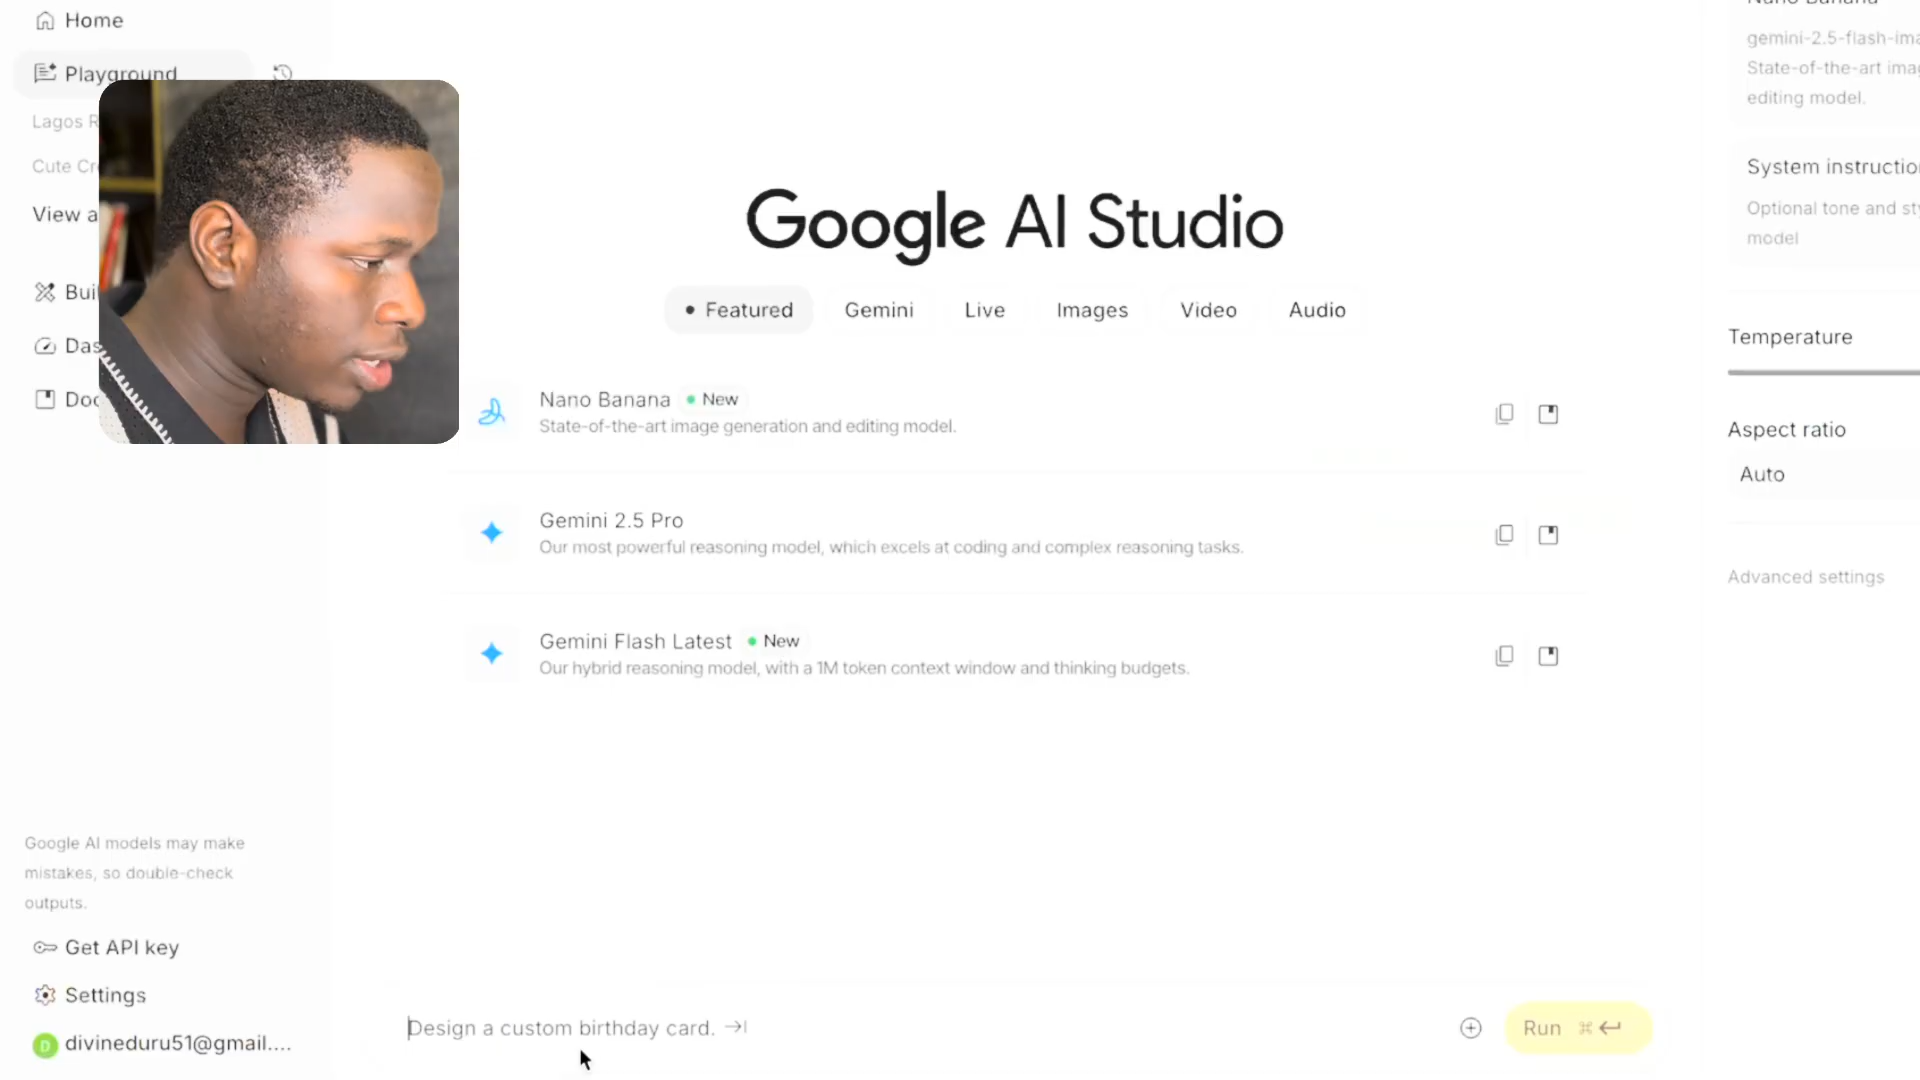 Home
Playground
Lagos R
Cute Cr
View a
Bui
Das
Doc
Google AI models may make
mistakes, so double-check
outputs.
Get API key
Settings
D
divineduru51@gmail....
Google AI Studio
Featured
Gemini
Live
Images
Video
Audio
Nano Banana
New
State-of-the-art image generation and editing model.
Gemini 2.5 Pro
Our most powerful reasoning model, which excels at coding and complex reasoning tasks.
Gemini Flash Latest
New
Our hybrid reasoning model, with a 1M token context window and thinking budgets.
Design a custom birthday card.
Run ⌘
Nano Banana
gemini-2.5-flash-ima
State-of-the-art imag
editing model.
System instructio
Optional tone and sty
model
Temperature
Aspect ratio
Auto
Advanced settings